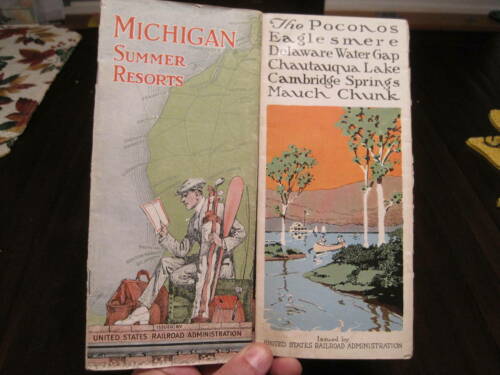 MICHIGAN
SUMMER
RESORTS
ISSUED BY
UNITED STATES RAILROAD ADMINISTRATION
The Poconos
Eaglesmere
Delaware Water Gap
Chautauqua Lake
Cambridge Springs
Mauch Chunk
Issued by
UNITED STATES RAILROAD ADMINISTRATION